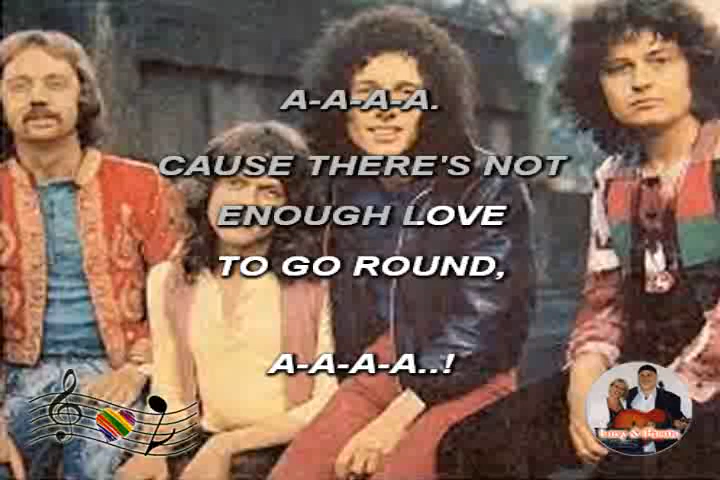 A-A-A-A.
CAUSE THERE'S NOT
ENOUGH LOVE
TO GO ROUND,
A-A-A-A..!